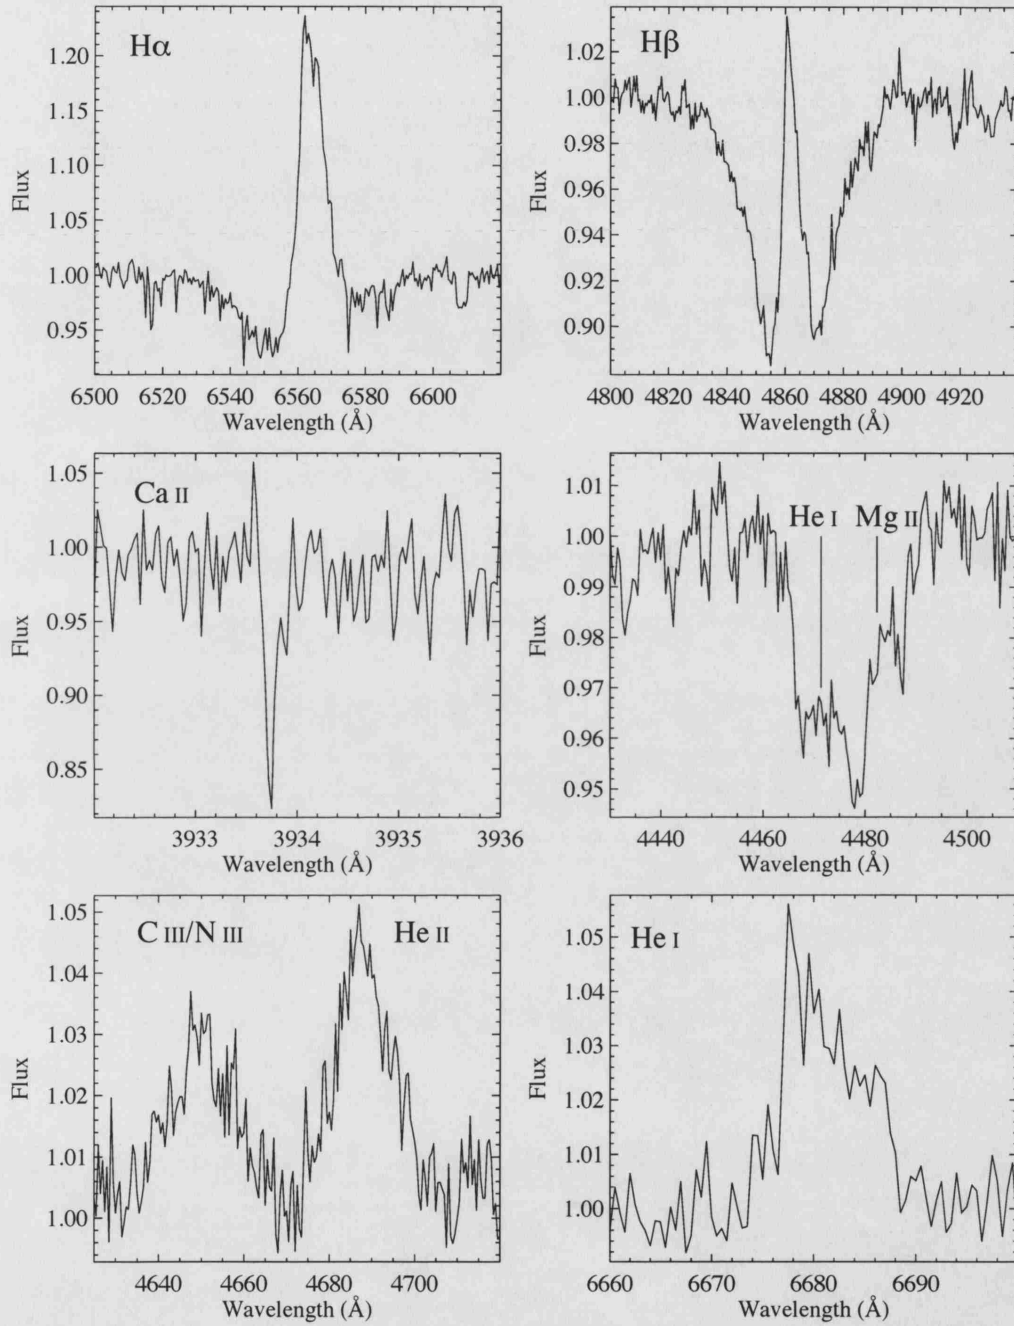 Hα
Flux
1.20
1.15
1.10
1.05
1.00
0.95
6500 6520 6540 6560 6580 6600
Wavelength (Å)
Hβ
Flux
1.02
1.00
0.98
0.96
0.94
0.92
0.90
4800 4820 4840 4860 4880 4900 4920
Wavelength (Å)
Ca II
Flux
1.05
1.00
0.95
0.90
0.85
3933 3934 3935 3936
Wavelength (Å)
He I Mg II
Flux
1.01
1.00
0.99
0.98
0.97
0.96
0.95
4440 4460 4480 4500
Wavelength (Å)
C III/N III He II
Flux
1.05
1.04
1.03
1.02
1.01
1.00
4640 4660 4680 4700
Wavelength (Å)
He I
Flux
1.05
1.04
1.03
1.02
1.01
1.00
6660 6670 6680 6690
Wavelength (Å)